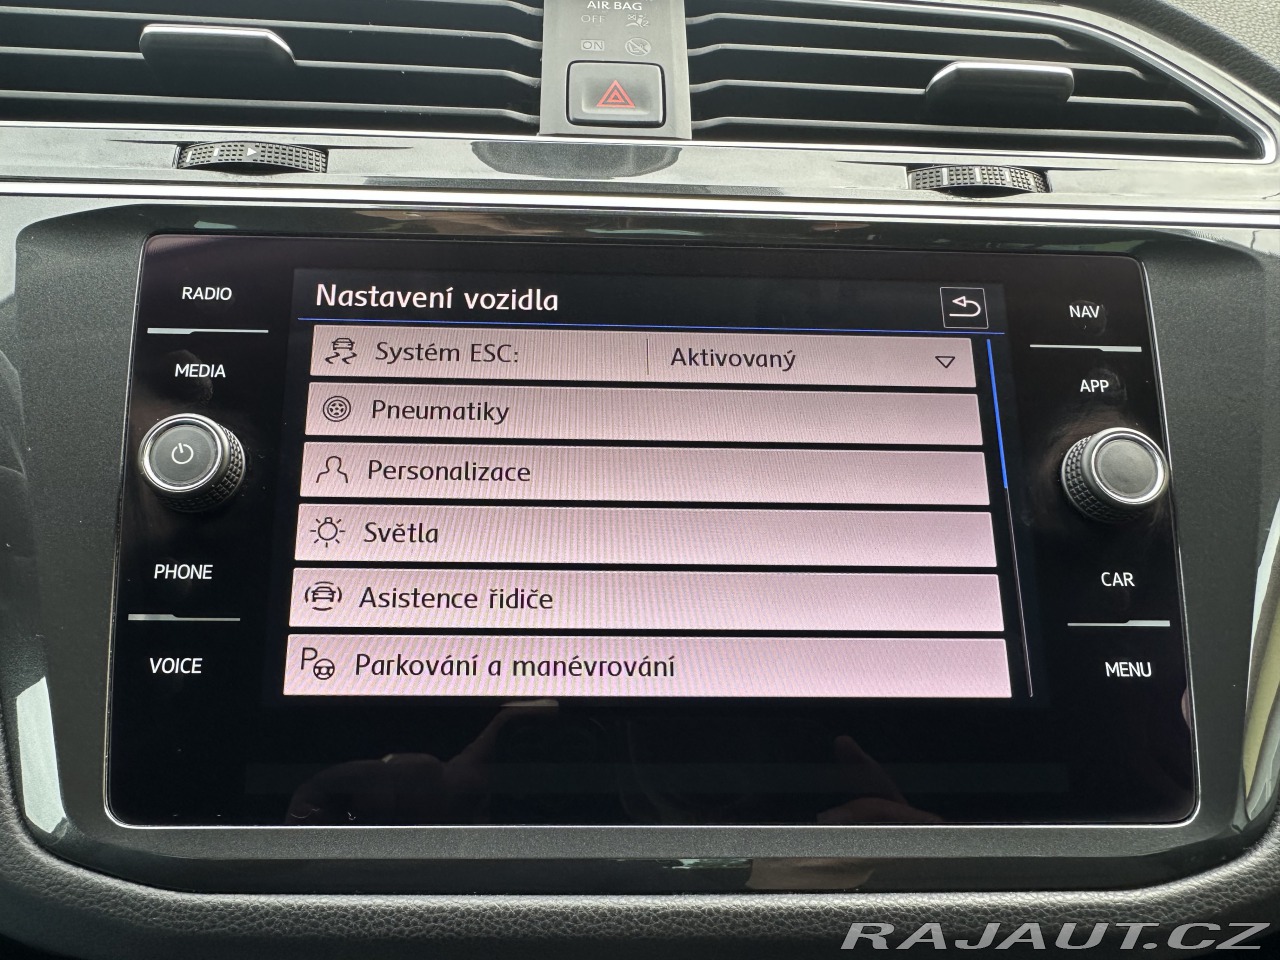 AIR BAG
OFF
ON
RADIO
MEDIA
PHONE
VOICE
Nastavení vozidla
Systém ESC: Aktivovaný
Pneumatiky
Personalizace
Světla
Asistence řidiče
Parkování a manévrování
NAV
APP
CAR
MENU
RAJAUT.CZ